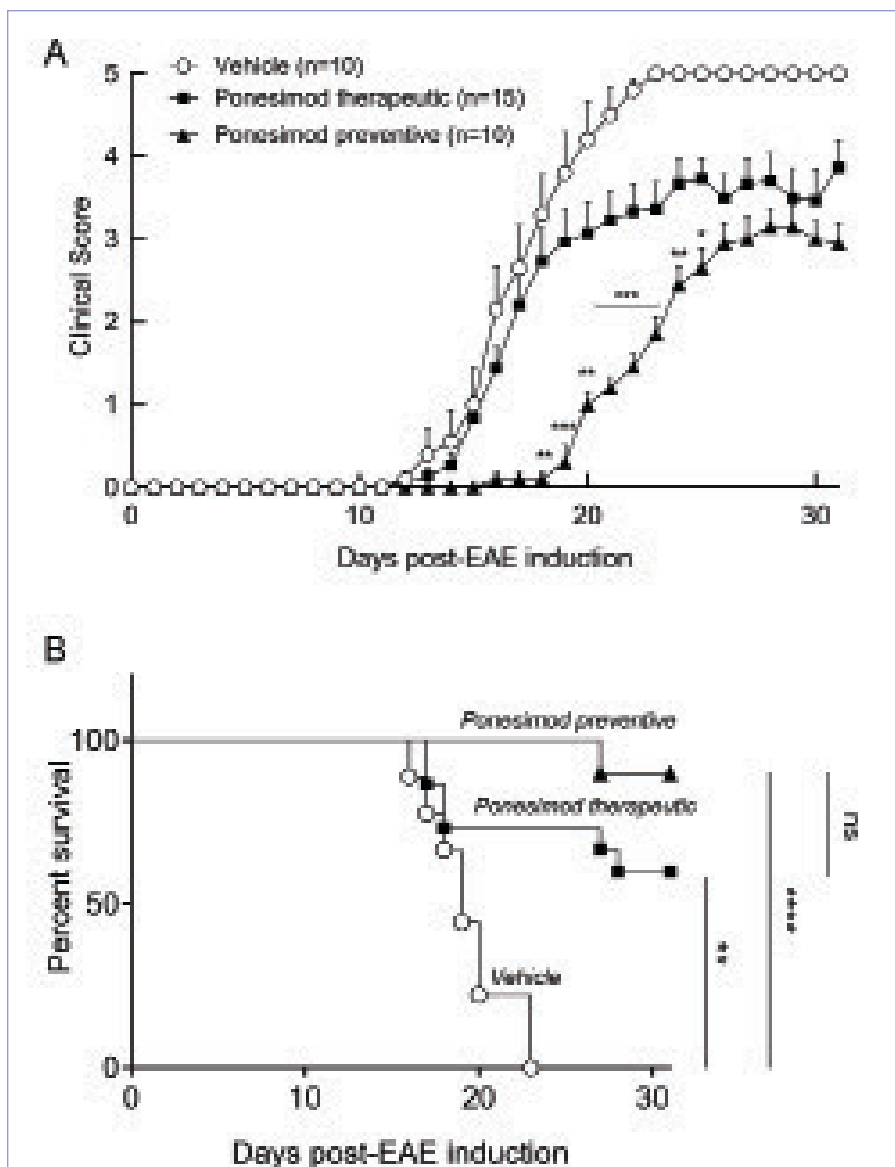 A
Vehicle (n=10)
Ponesimod therapeutic (n=15)
Ponesimod preventive (n=10)
5
4
3
2
1
0
Clinical Score
**
***
**
***
**
*
0
10
20
30
Days post-EAE induction
B
100
50
0
Percent survival
Ponesimod preventive
Ponesimod therapeutic
Vehicle
**
****
ns
0
10
20
30
Days post-EAE induction